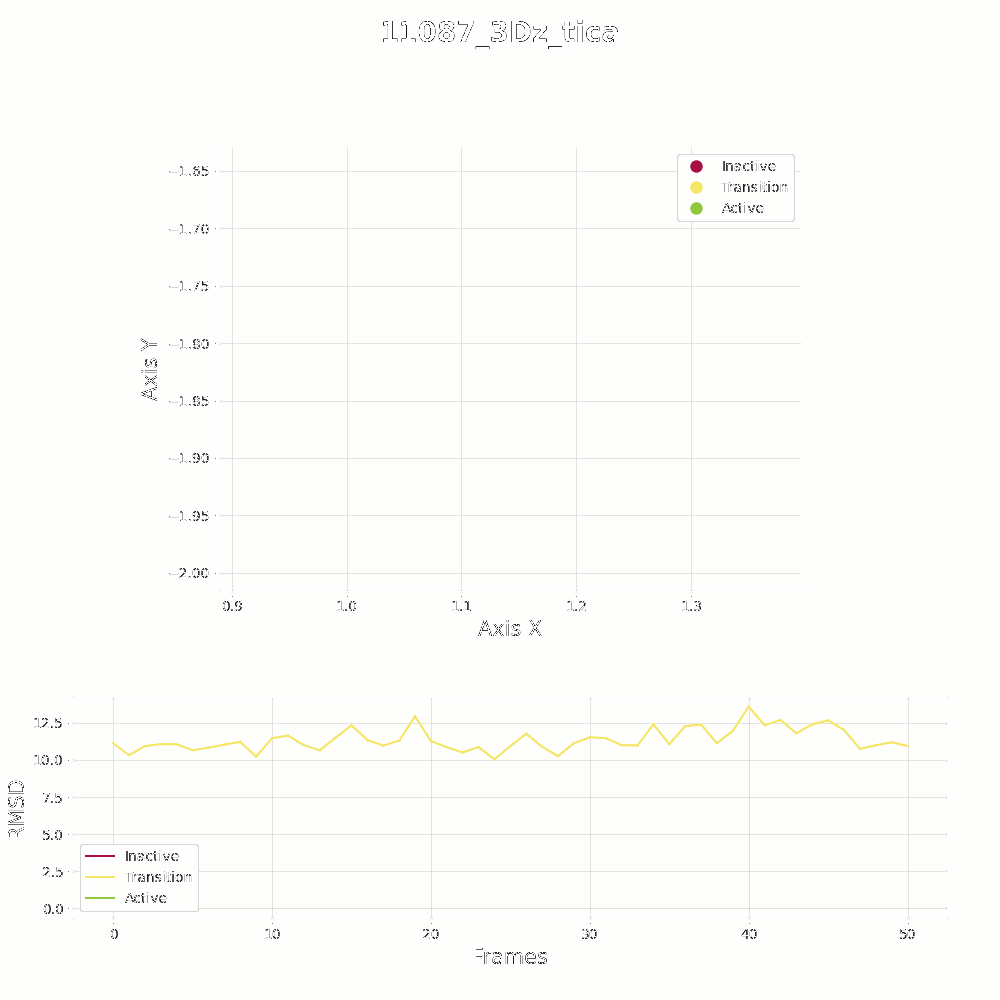 11087_3Dz_tica
−1.65
−1.70
−1.75
−1.80
−1.85
−1.90
−1.95
−2.00
Axis Y
Inactive
Transition
Active
0.9 1.0 1.1 1.2 1.3
Axis X
12.5
10.0
7.5
5.0
2.5
0.0
RMSD
Inactive
Transition
Active
0 10 20 30 40 50
Frames